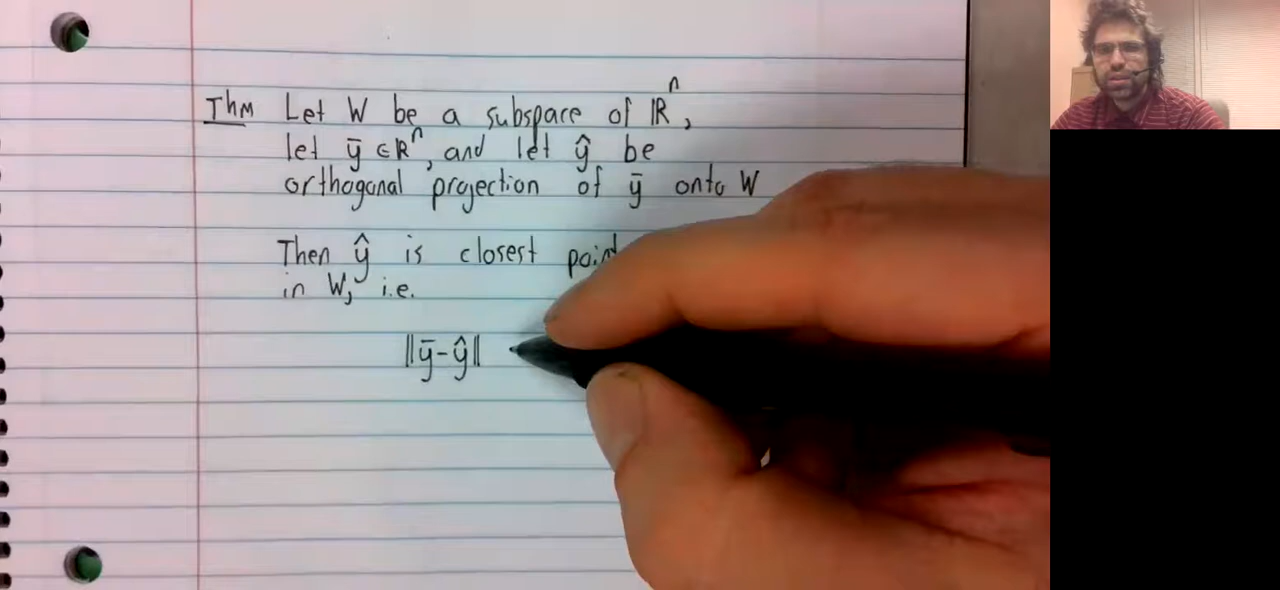 Thm Let W be a subspace of ℝⁿ,
let ȳ ∈ ℝⁿ, and let ŷ be
orthogonal projection of ȳ onto W
Then ŷ is closest
in W, i.e.
‖ȳ-ŷ‖